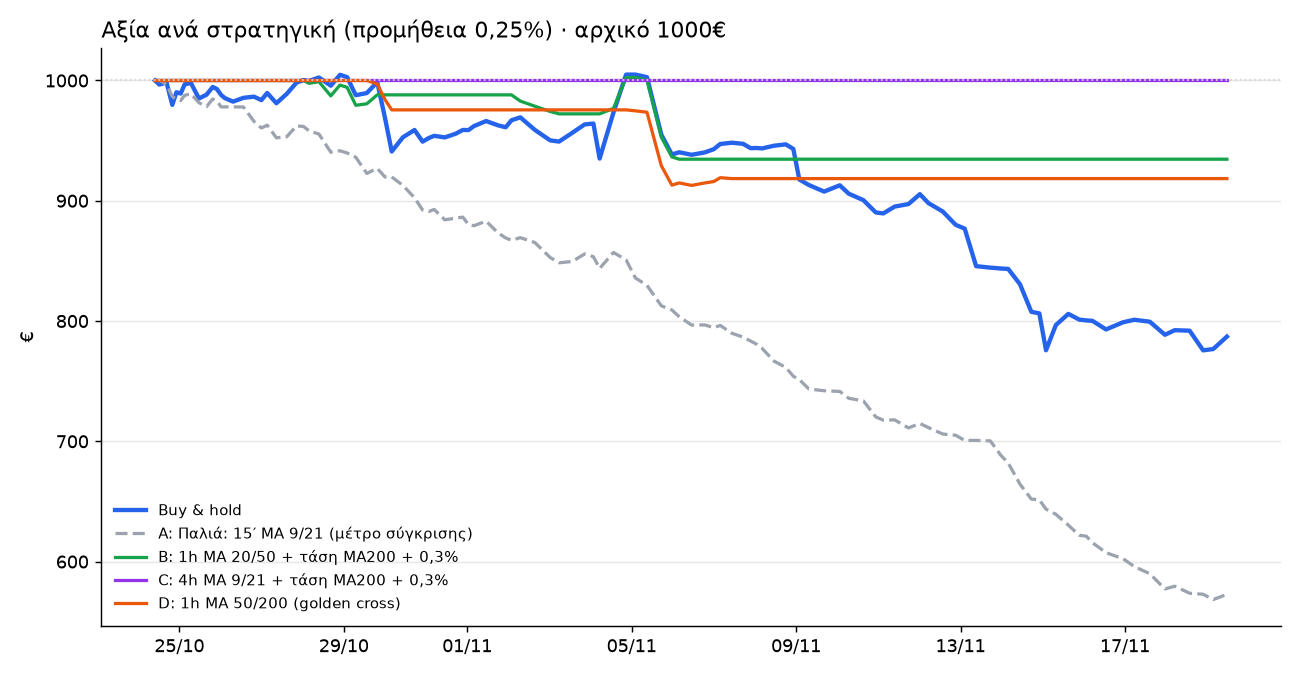 Αξία ανά στρατηγική (προμήθεια 0,25%) · αρχικό 1000€
1000
900
800
700
600
€
Buy & hold
A: Παλιά: 15′ MA 9/21 (μέτρο σύγκρισης)
B: 1h MA 20/50 + τάση MA200 + 0,3%
C: 4h MA 9/21 + τάση MA200 + 0,3%
D: 1h MA 50/200 (golden cross)
25/10 29/10 01/11 05/11 09/11 13/11 17/11